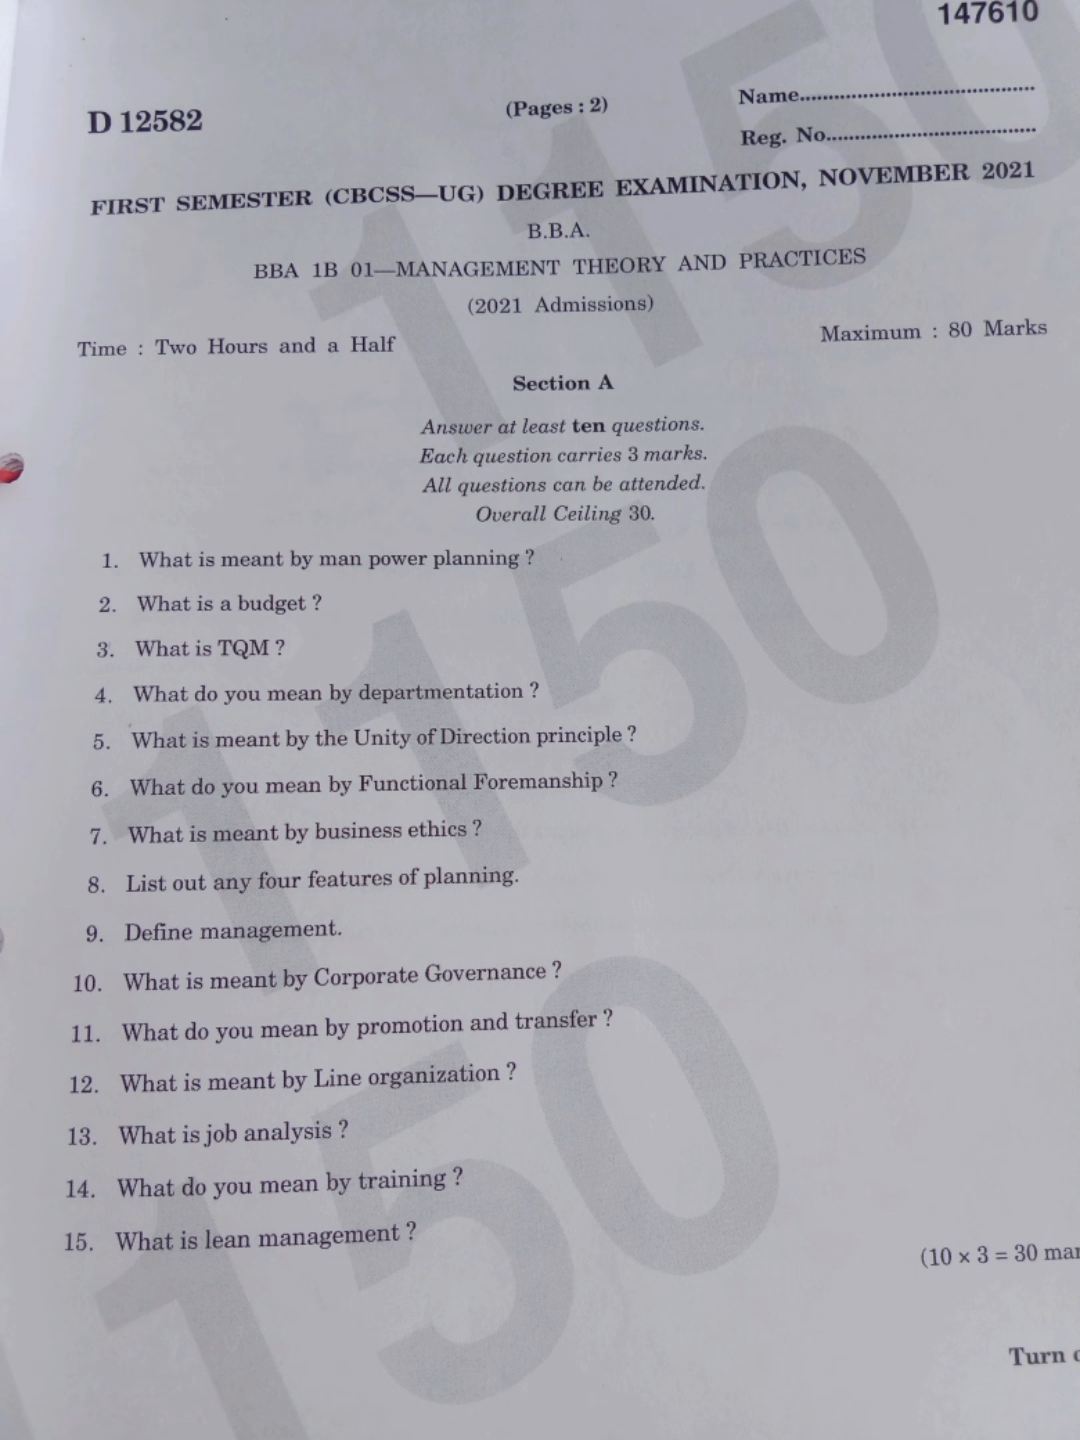 147610
D 12582
(Pages : 2)
Name..........................................
Reg. No.....................................
FIRST SEMESTER (CBCSS—UG) DEGREE EXAMINATION, NOVEMBER 2021
B.B.A.
BBA 1B 01—MANAGEMENT THEORY AND PRACTICES
(2021 Admissions)
Time : Two Hours and a Half
Maximum : 80 Marks
Section A
Answer at least ten questions.
Each question carries 3 marks.
All questions can be attended.
Overall Ceiling 30.
1. What is meant by man power planning ?
2. What is a budget ?
3. What is TQM ?
4. What do you mean by departmentation ?
5. What is meant by the Unity of Direction principle ?
6. What do you mean by Functional Foremanship ?
7. What is meant by business ethics ?
8. List out any four features of planning.
9. Define management.
10. What is meant by Corporate Governance ?
11. What do you mean by promotion and transfer ?
12. What is meant by Line organization ?
13. What is job analysis ?
14. What do you mean by training ?
15. What is lean management ?
(10 × 3 = 30 mar
Turn
1150
1150
150